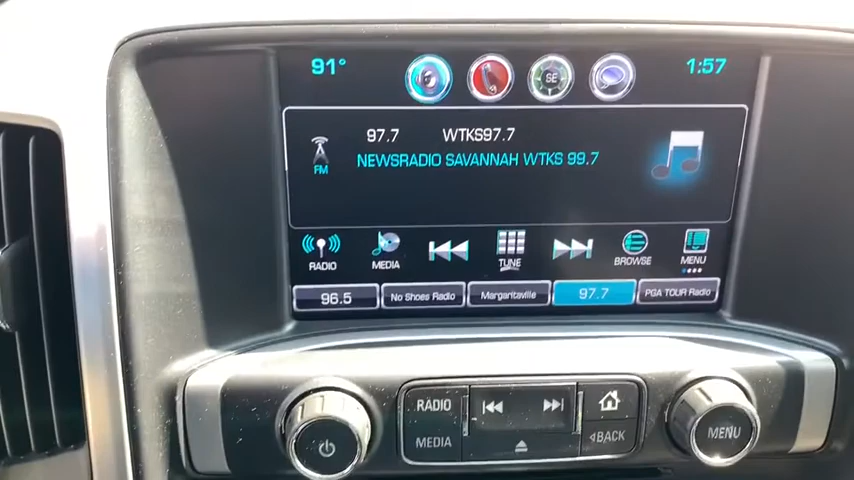 91° SE 1:57
97.7 WTKS97.7
FM NEWSRADIO SAVANNAH WTKS 99.7
RADIO MEDIA TUNE BROWSE MENU
96.5 No Shoes Radio Margaritaville 97.7 PGA TOUR Radio
RADIO
MEDIA BACK
MENU